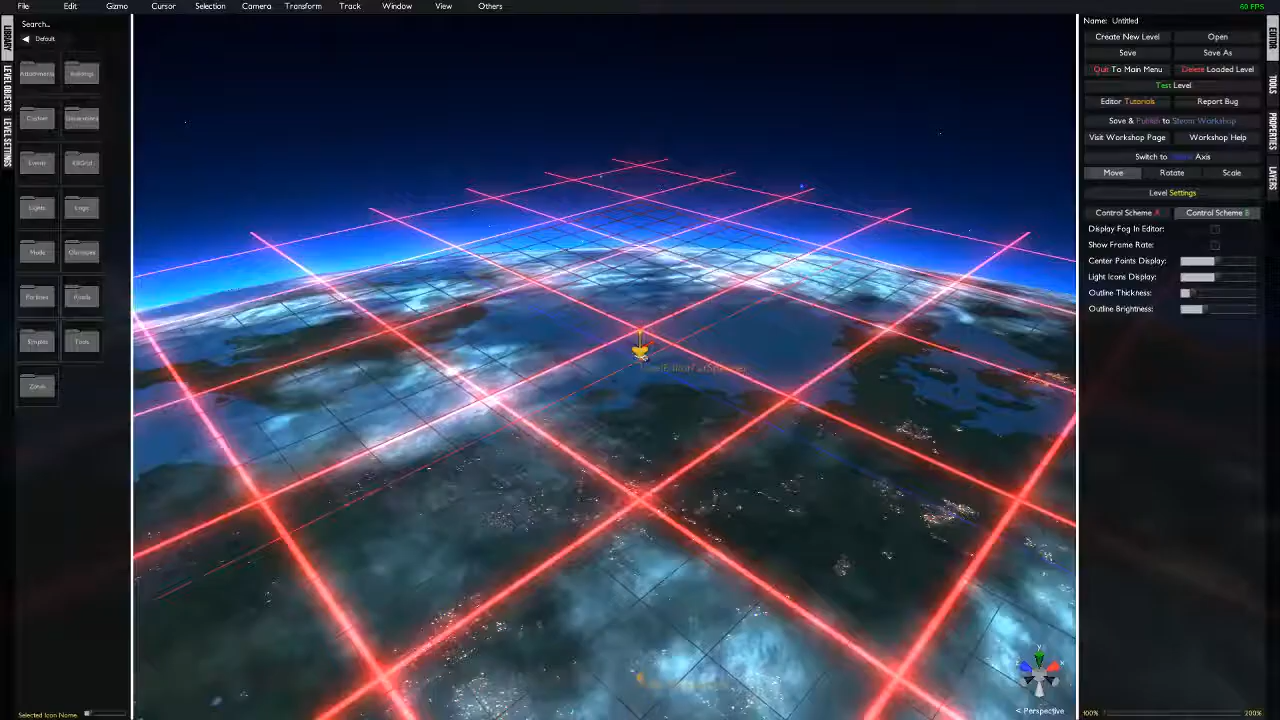 File Edit Gizmo Cursor Selection Camera Transform Track Window View Others
60 FPS
LIBRARY
LEVEL OBJECTS
LEVEL SETTINGS
Search...
Default
Attachments Buildings
Events KillGrid
Lights Logic
Mods
Roads
Empire Tools
Zones
Selected Icon Name
Name: Untitled
Create New Level Open
Save Save As
Quit To Main Menu Delete Loaded Level
Test Level
Editor Tutorials Report Bug
Save & Publish to Steam Workshop
Visit Workshop Page Workshop Help
Switch to Axis
Move Rotate Scale
Level Settings
Control Scheme A Control Scheme B
Display Fog In Editor:
Show Frame Rate:
Center Points Display:
Light Icons Display:
Outline Thickness:
Outline Brightness:
EDITOR
TOOLS
PROPERTIES
LAYERS
y
x
< Perspective
100% 200%